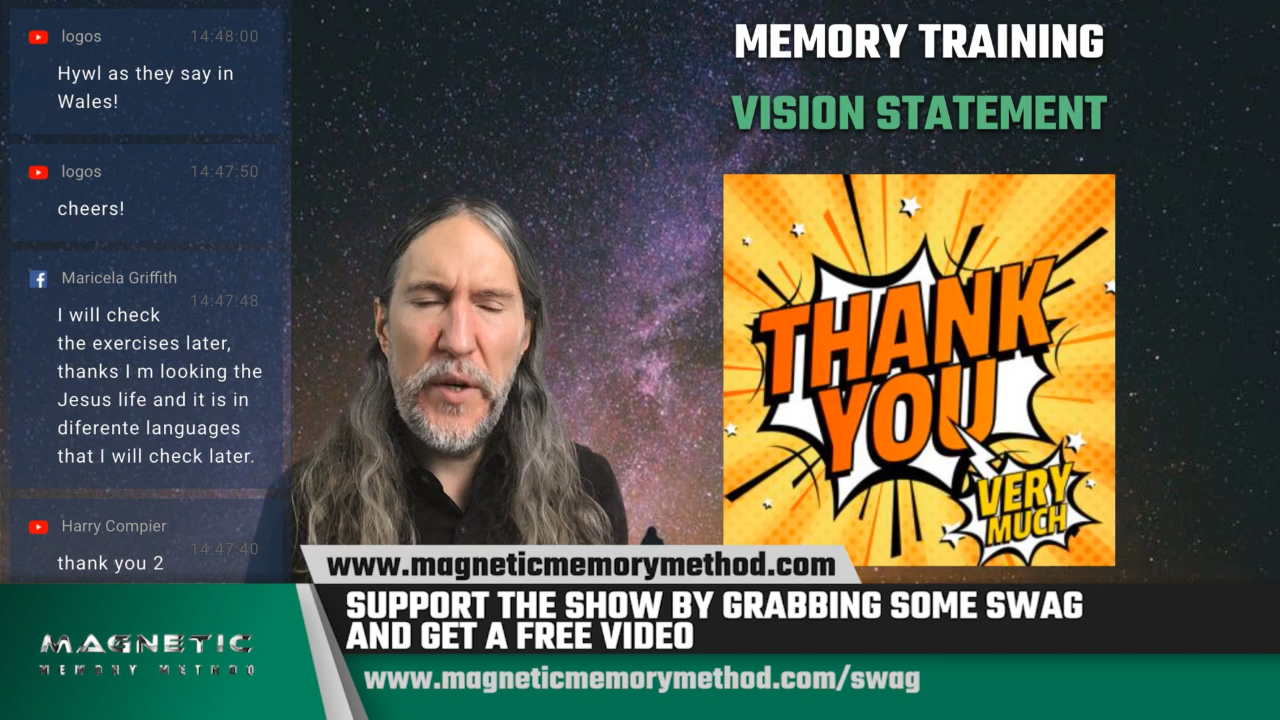 logos 14:48:00
Hywl as they say in
Wales!
logos 14:47:50
cheers!
Maricela Griffith
14:47:48
I will check
the exercises later,
thanks I m looking the
Jesus life and it is in
diferente languages
that I will check later.
Harry Compier
14:47:40
thank you 2
MEMORY TRAINING
VISION STATEMENT
THANK
YOU
VERY
MUCH
www.magneticmemorymethod.com
SUPPORT THE SHOW BY GRABBING SOME SWAG
AND GET A FREE VIDEO
www.magneticmemorymethod.com/swag
MAGNETIC
MEMORY METHOD